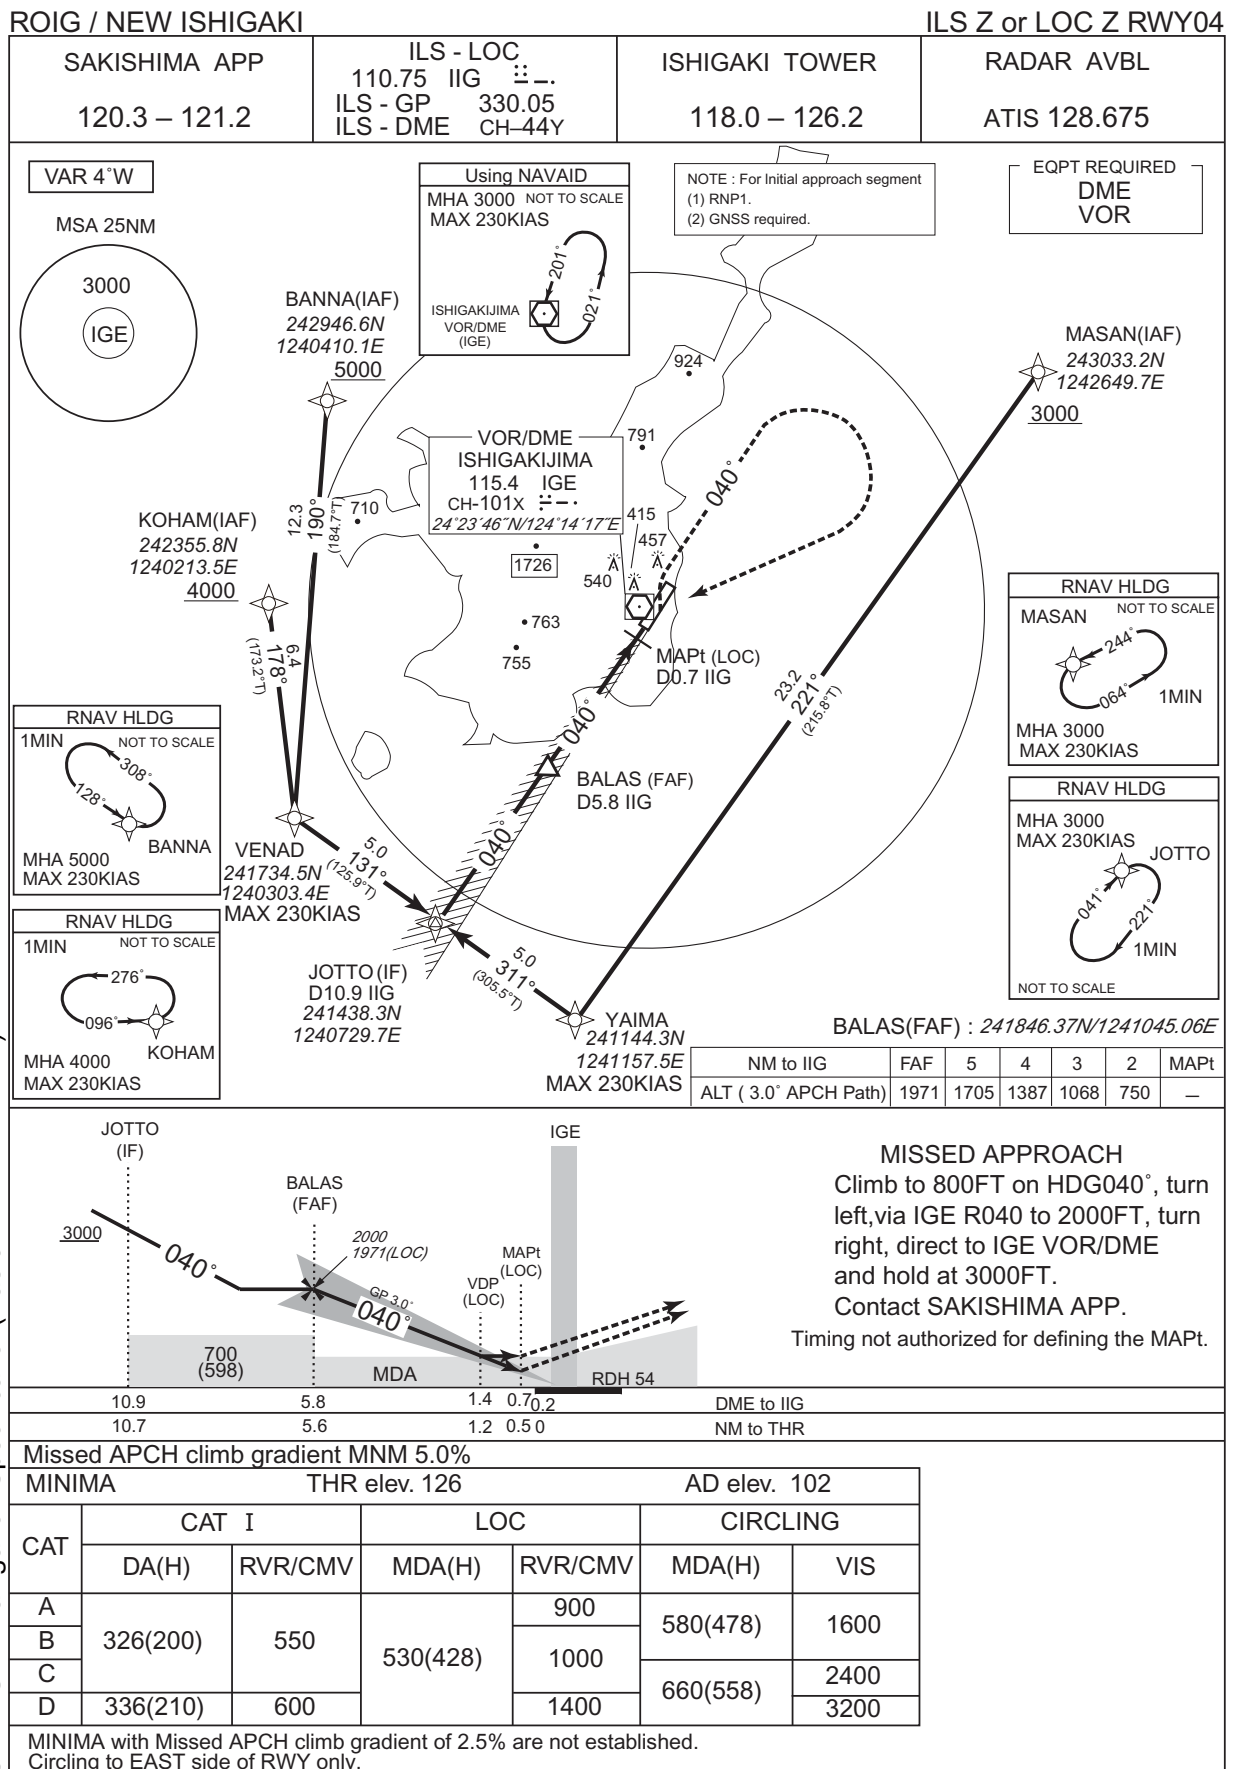 ROIG / NEW ISHIGAKI
ILS Z or LOC Z RWY04
SAKISHIMA APP
120.3 – 121.2
ILS - LOC
110.75 IIG
ILS - GP 330.05
ILS - DME CH–44Y
ISHIGAKI TOWER
118.0 – 126.2
RADAR AVBL
ATIS 128.675
VAR 4˚W
MSA 25NM
3000
IGE
Using NAVAID
MHA 3000 NOT TO SCALE
MAX 230KIAS
201˚
021˚
ISHIGAKIJIMA
VOR/DME
(IGE)
NOTE : For Initial approach segment
(1) RNP1.
(2) GNSS required.
EQPT REQUIRED
DME
VOR
BANNA(IAF)
242946.6N
1240410.1E
5000
MASAN(IAF)
243033.2N
1242649.7E
3000
924
791
VOR/DME
ISHIGAKIJIMA
115.4 IGE
CH-101X
24˚23´46˝N/124˚14´17˝E
040˚
12.3
190°
(184.7°T)
710
KOHAM(IAF)
242355.8N
1240213.5E
4000
415
457
1726
540
763
755
6.4
178°
(173.2°T)
MAPt (LOC)
D0.7 IIG
23.2
221°
(215.8°T)
RNAV HLDG
MASAN NOT TO SCALE
244˚
064˚
1MIN
MHA 3000
MAX 230KIAS
RNAV HLDG
1MIN NOT TO SCALE
308˚
128˚
BANNA
MHA 5000
MAX 230KIAS
040˚
BALAS (FAF)
D5.8 IIG
040˚
RNAV HLDG
MHA 3000
MAX 230KIAS
JOTTO
041˚
221˚
1MIN
NOT TO SCALE
VENAD
241734.5N
1240303.4E
MAX 230KIAS
5.0
131°
(125.9°T)
RNAV HLDG
1MIN NOT TO SCALE
276˚
096˚
KOHAM
MHA 4000
MAX 230KIAS
JOTTO (IF)
D10.9 IIG
241438.3N
1240729.7E
5.0
311°
(305.5°T)
YAIMA
241144.3N
1241157.5E
MAX 230KIAS
BALAS(FAF) : 241846.37N/1241045.06E
NM to IIG FAF 5 4 3 2 MAPt
ALT ( 3.0˚ APCH Path) 1971 1705 1387 1068 750 —
JOTTO
(IF)
BALAS
(FAF)
IGE
3000
040˚
2000
1971(LOC)
GP 3.0˚
040˚
VDP
(LOC)
MAPt
(LOC)
700
(598)
MDA
RDH 54
10.9 5.8 1.4 0.7 0.2 DME to IIG
10.7 5.6 1.2 0.5 0 NM to THR
MISSED APPROACH
Climb to 800FT on HDG040˚, turn
left,via IGE R040 to 2000FT, turn
right, direct to IGE VOR/DME
and hold at 3000FT.
Contact SAKISHIMA APP.
Timing not authorized for defining the MAPt.
Missed APCH climb gradient MNM 5.0%
MINIMA THR elev. 126 AD elev. 102
CAT CAT I LOC CIRCLING
DA(H) RVR/CMV MDA(H) RVR/CMV MDA(H) VIS
A 326(200) 550 530(428) 900 580(478) 1600
B 1000
C 660(558) 2400
D 336(210) 600 1400 3200
MINIMA with Missed APCH climb gradient of 2.5% are not established.
Circling to EAST side of RWY only.